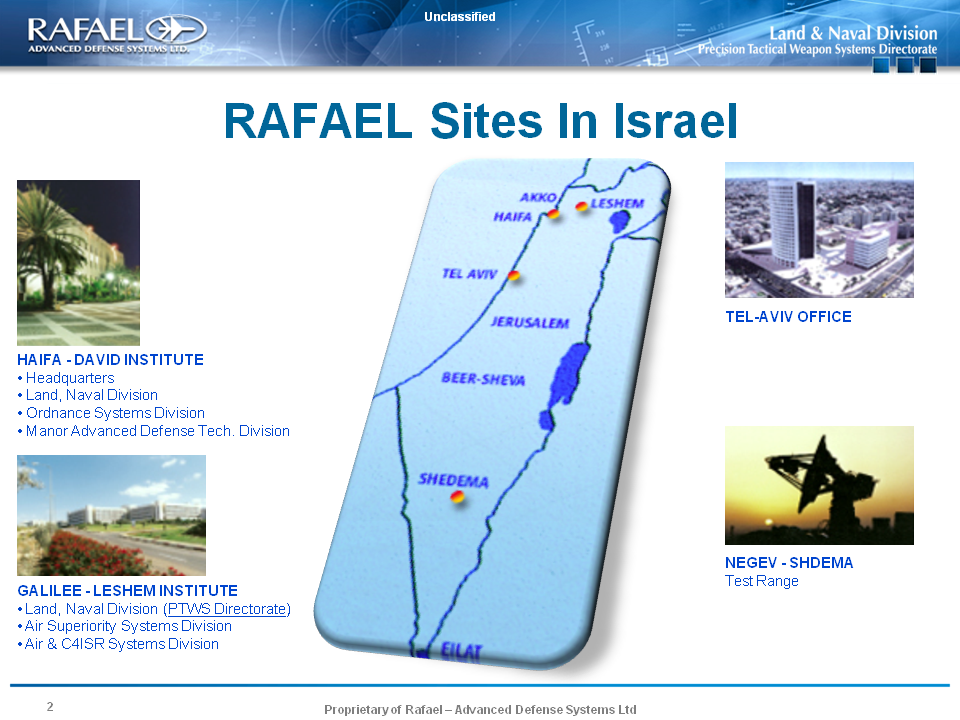 Unclassified
RAFAEL
ADVANCED DEFENSE SYSTEMS LTD.
Land & Naval Division
Precision Tactical Weapon Systems Directorate
RAFAEL Sites In Israel
AKKO
LESHEM
HAIFA
TEL AVIV
JERUSALEM
BEER-SHEVA
SHEDEMA
EILAT
HAIFA - DAVID INSTITUTE
• Headquarters
• Land, Naval Division
• Ordnance Systems Division
• Manor Advanced Defense Tech. Division
GALILEE - LESHEM INSTITUTE
• Land, Naval Division (PTWS Directorate)
• Air Superiority Systems Division
• Air & C4ISR Systems Division
TEL-AVIV OFFICE
NEGEV - SHDEMA
Test Range
2
Proprietary of Rafael – Advanced Defense Systems Ltd